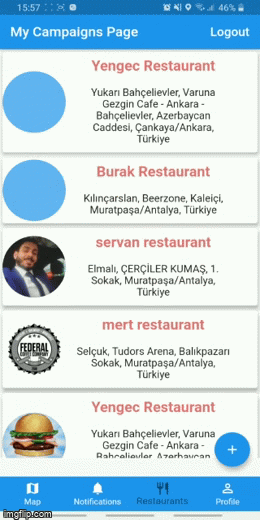 15:57
46%
My Campaigns Page
Logout
Yengec Restaurant
Yukarı Bahçelievler, Varuna
Gezgin Cafe - Ankara -
Bahçelievler, Azerbaycan
Caddesi, Çankaya/Ankara,
Türkiye
Burak Restaurant
Kılınçarslan, Beerzone, Kaleiçi,
Muratpaşa/Antalya, Türkiye
servan restaurant
Elmalı, ÇERÇİLER KUMAŞ, 1.
Sokak, Muratpaşa/Antalya,
Türkiye
mert restaurant
FEDERAL
Selçuk, Tudors Arena, Balıkpazarı
Sokak, Muratpaşa/Antalya,
Türkiye
Yengec Restaurant
Yukarı Bahçelievler, Varuna
Gezgin Cafe - Ankara -
Bahçelievler, Azerbaycan
+
Map
Notifications
Restaurants
Profile
imgflip.com